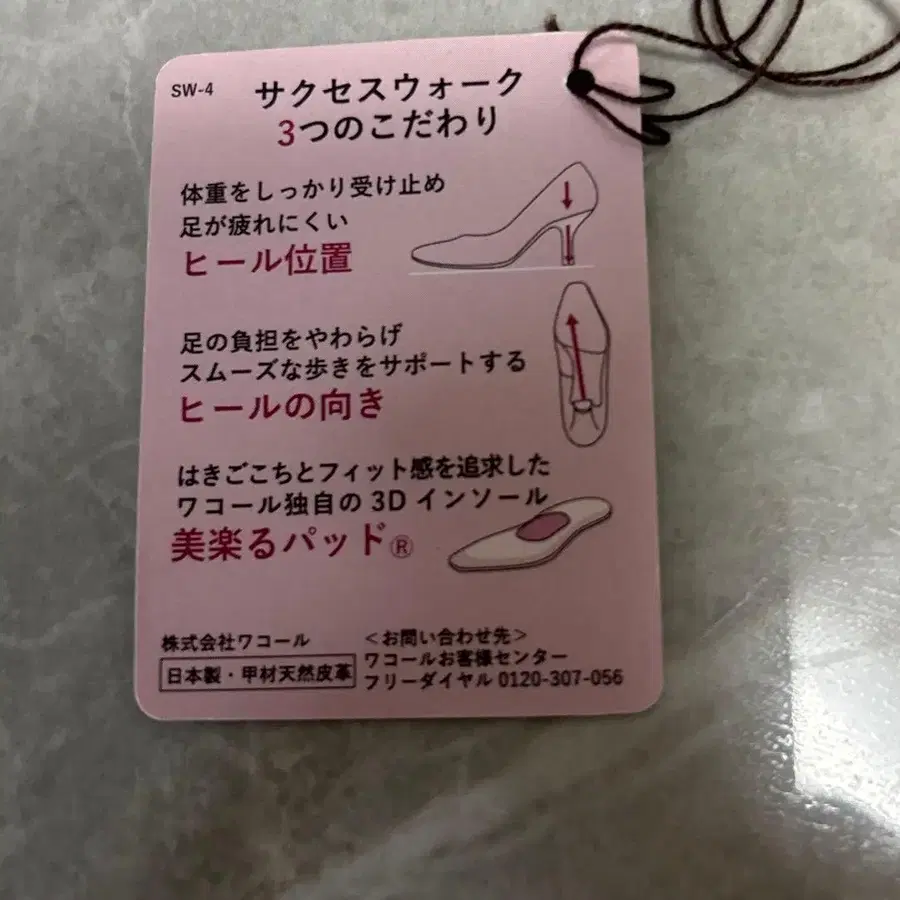 SW-4
サクセスウォーク
3つのこだわり
体重をしっかり受け止め
足が疲れにくい
ヒール位置
足の負担をやわらげ
スムーズな歩きをサポートする
ヒールの向き
はきごこちとフィット感を追求した
ワコール独自の3Dインソール
美楽るパッド®
株式会社ワコール
日本製・甲材天然皮革
<お問い合わせ先>
ワコールお客様センター
フリーダイヤル 0120-307-056